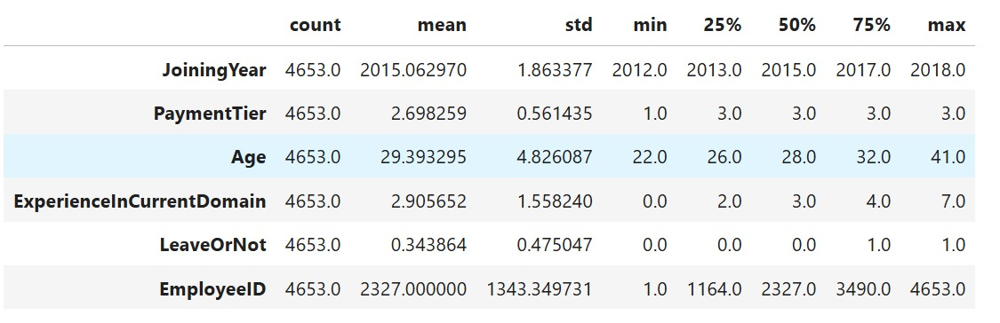 count mean std min 25% 50% 75% max
JoiningYear 4653.0 2015.062970 1.863377 2012.0 2013.0 2015.0 2017.0 2018.0
PaymentTier 4653.0 2.698259 0.561435 1.0 3.0 3.0 3.0 3.0
Age 4653.0 29.393295 4.826087 22.0 26.0 28.0 32.0 41.0
ExperienceInCurrentDomain 4653.0 2.905652 1.558240 0.0 2.0 3.0 4.0 7.0
LeaveOrNot 4653.0 0.343864 0.475047 0.0 0.0 0.0 1.0 1.0
EmployeeID 4653.0 2327.000000 1343.349731 1.0 1164.0 2327.0 3490.0 4653.0